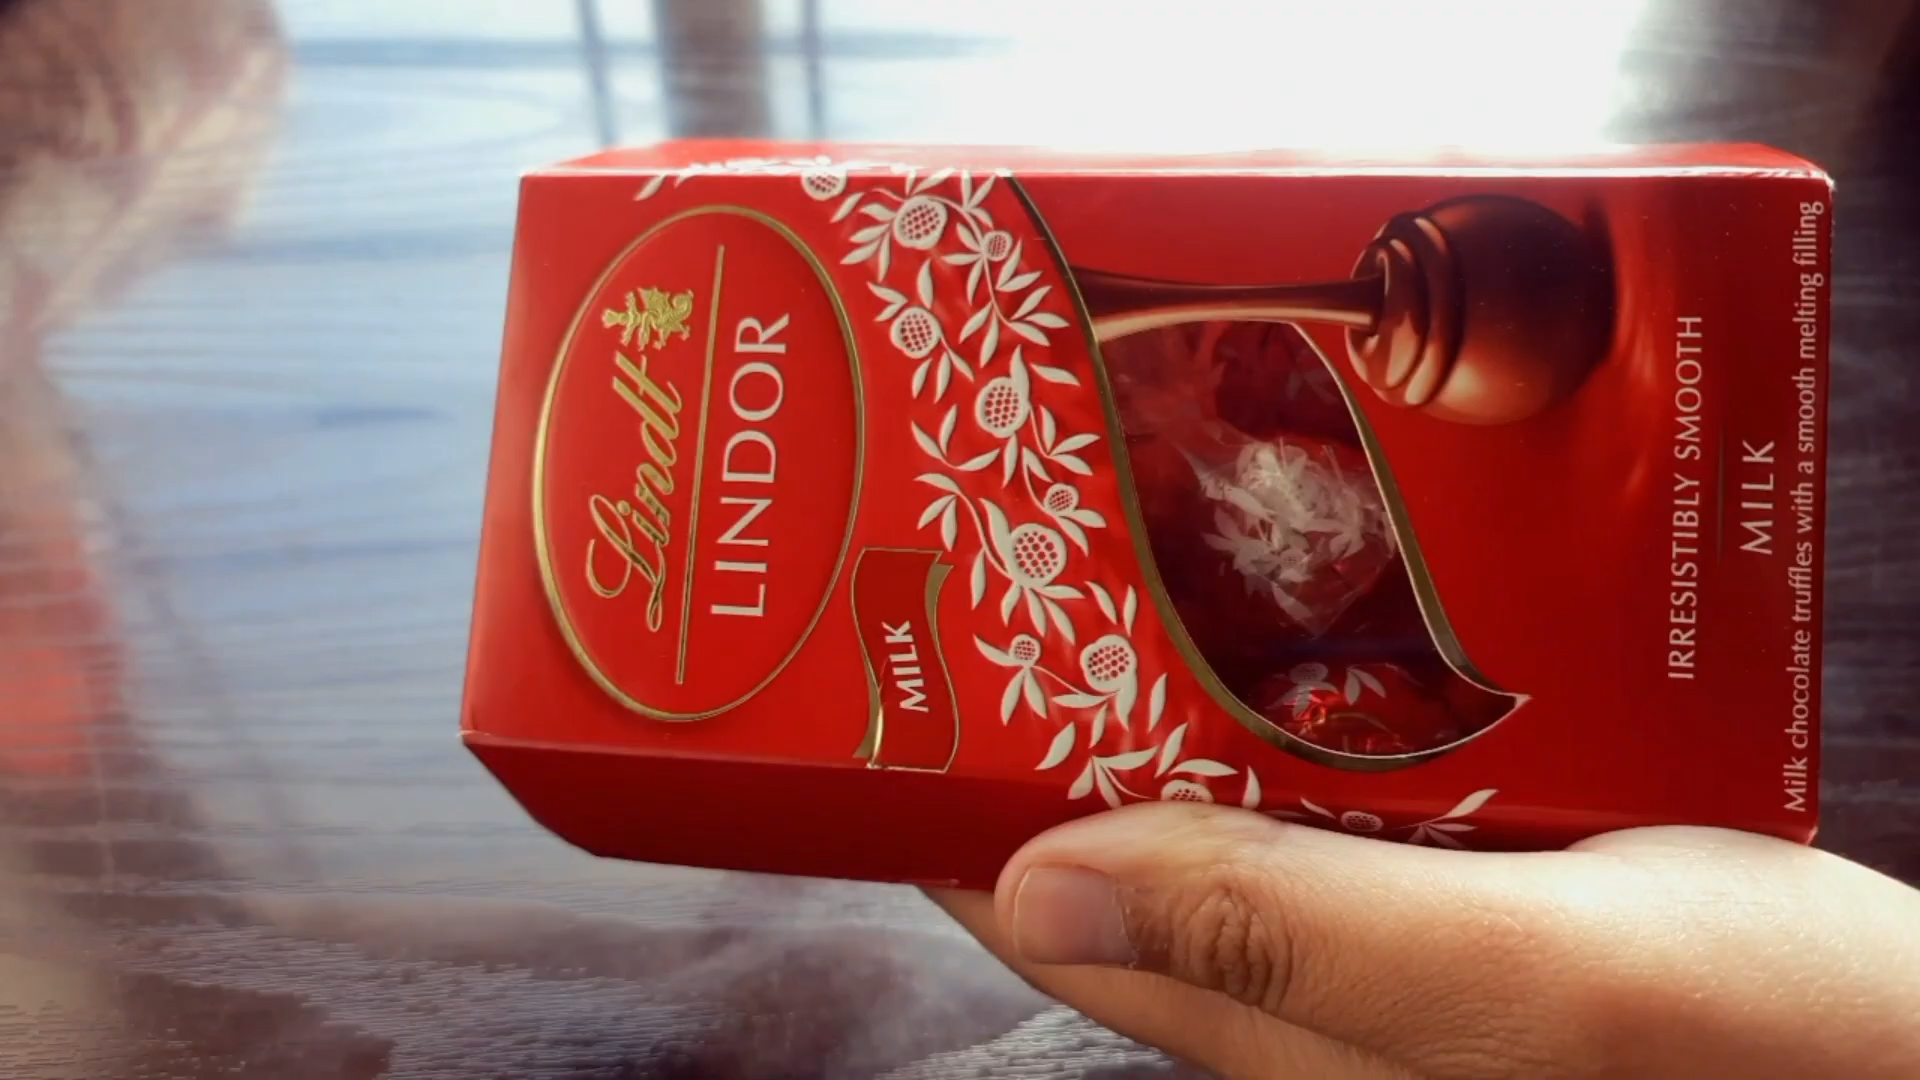 Lindt
LINDOR
MILK
IRRESISTIBLY SMOOTH
MILK
Milk chocolate truffles with a smooth melting filling